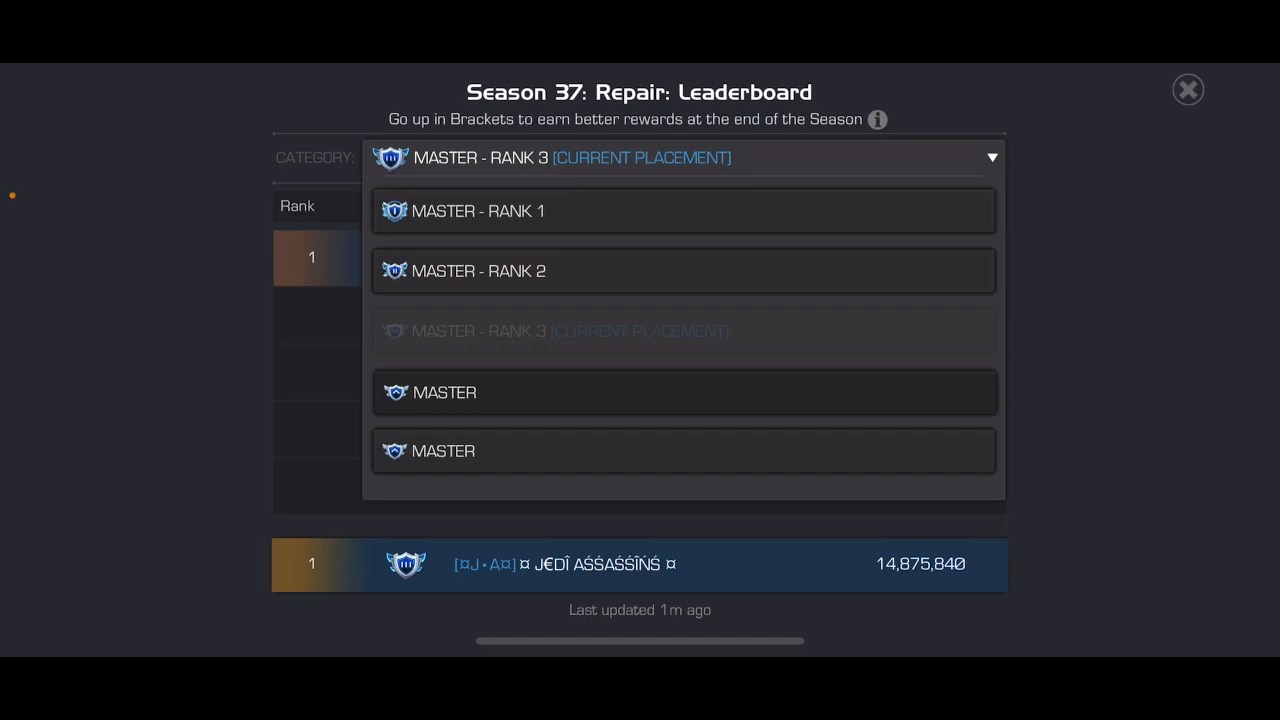 Season 37: Repair: Leaderboard
Go up in Brackets to earn better rewards at the end of the Season i
CATEGORY: MASTER - RANK 3 [CURRENT PLACEMENT]
Rank
MASTER - RANK 1
1
MASTER - RANK 2
MASTER - RANK 3 [CURRENT PLACEMENT]
MASTER
MASTER
1 [¤J•A¤] ¤ J€DÎ AŚŚAŚŚÎŃŚ ¤ 14,875,840
Last updated 1m ago